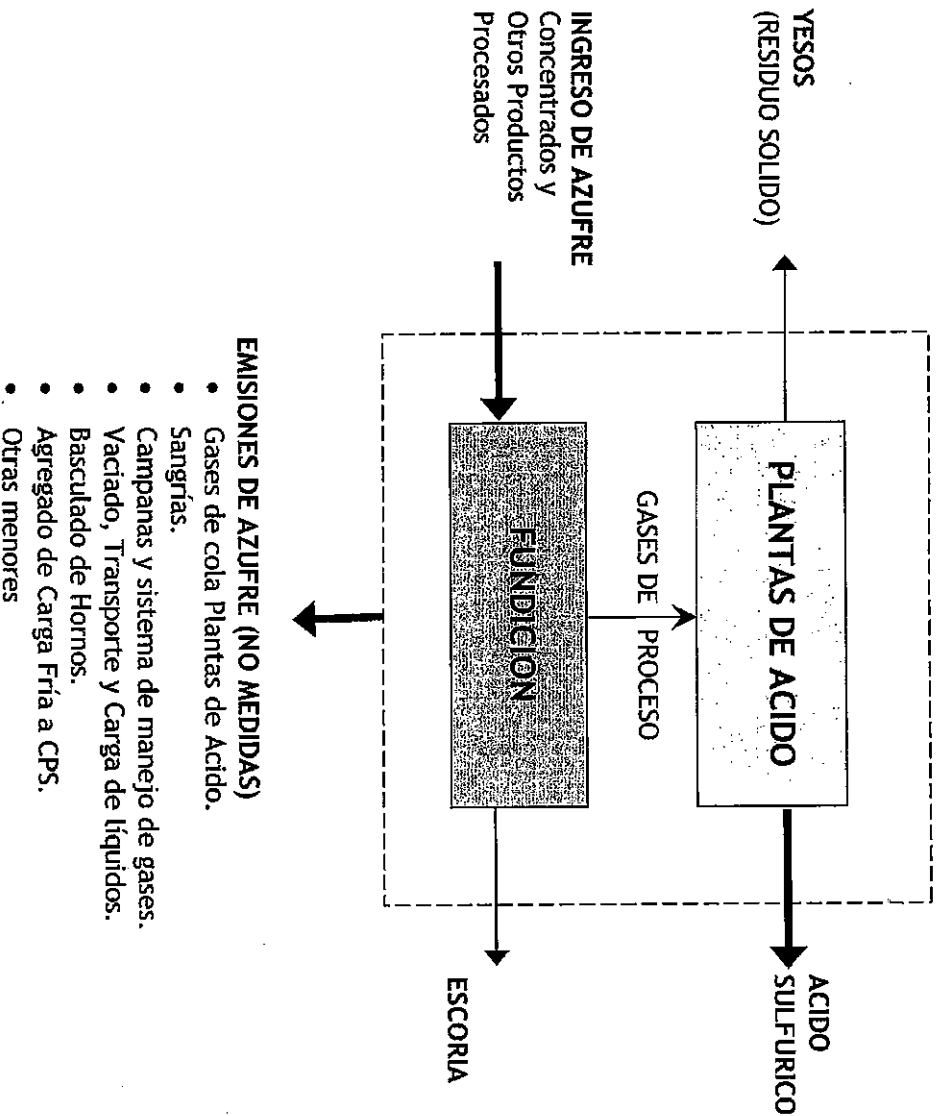 YESOS
(RESIDUO SOLIDO)
PLANTAS DE ACIDO
ACIDO
SULFURICO
GASES DE PROCESO
INGRESO DE AZUFRE
Concentrados y
Otros Productos
Procesados
FUNDICION
ESCORIA
EMISIONES DE AZUFRE (NO MEDIDAS)
• Gases de cola Plantas de Acido.
• Sangrías.
• Campanas y sistema de manejo de gases.
• Vaciado, Transporte y Carga de líquidos.
• Basculado de Hornos.
• Agregado de Carga Fría a CPS.
• Otras menores